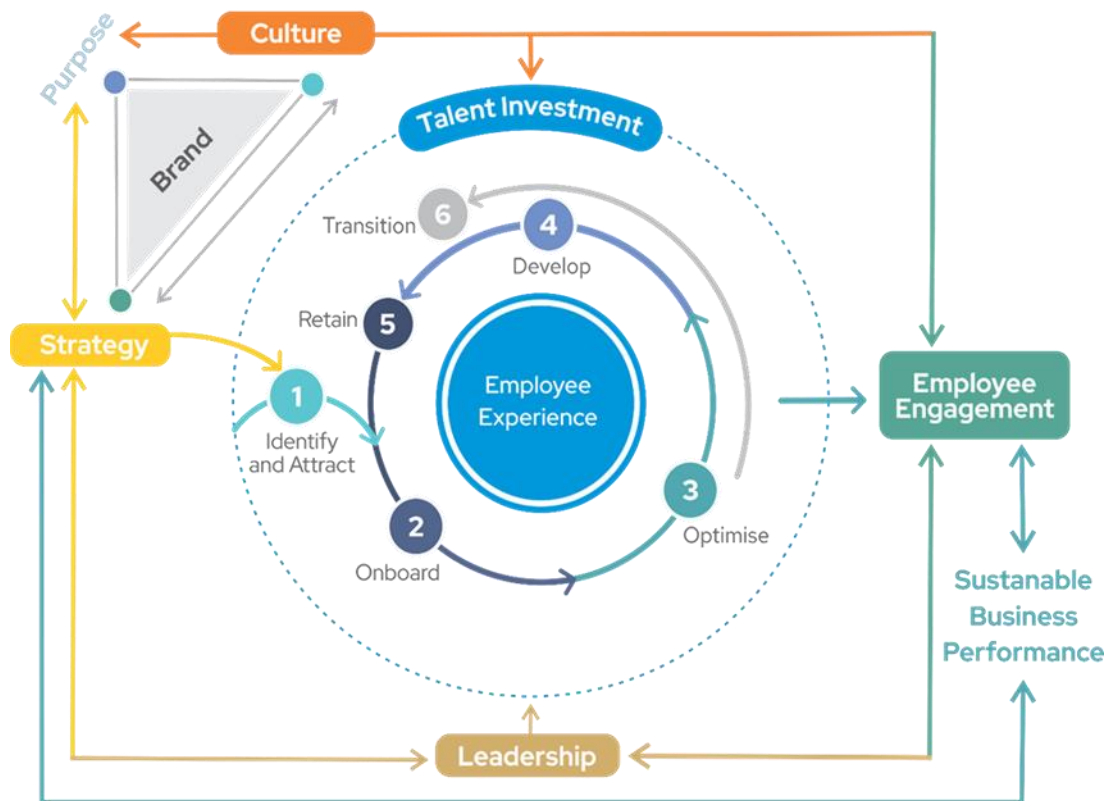 Purpose
Culture
Talent Investment
Brand
6
Transition
4
Develop
Retain
5
Strategy
1
Identify
and Attract
Employee
Experience
Employee
Engagement
2
Onboard
3
Optimise
Sustanable
Business
Performance
Leadership